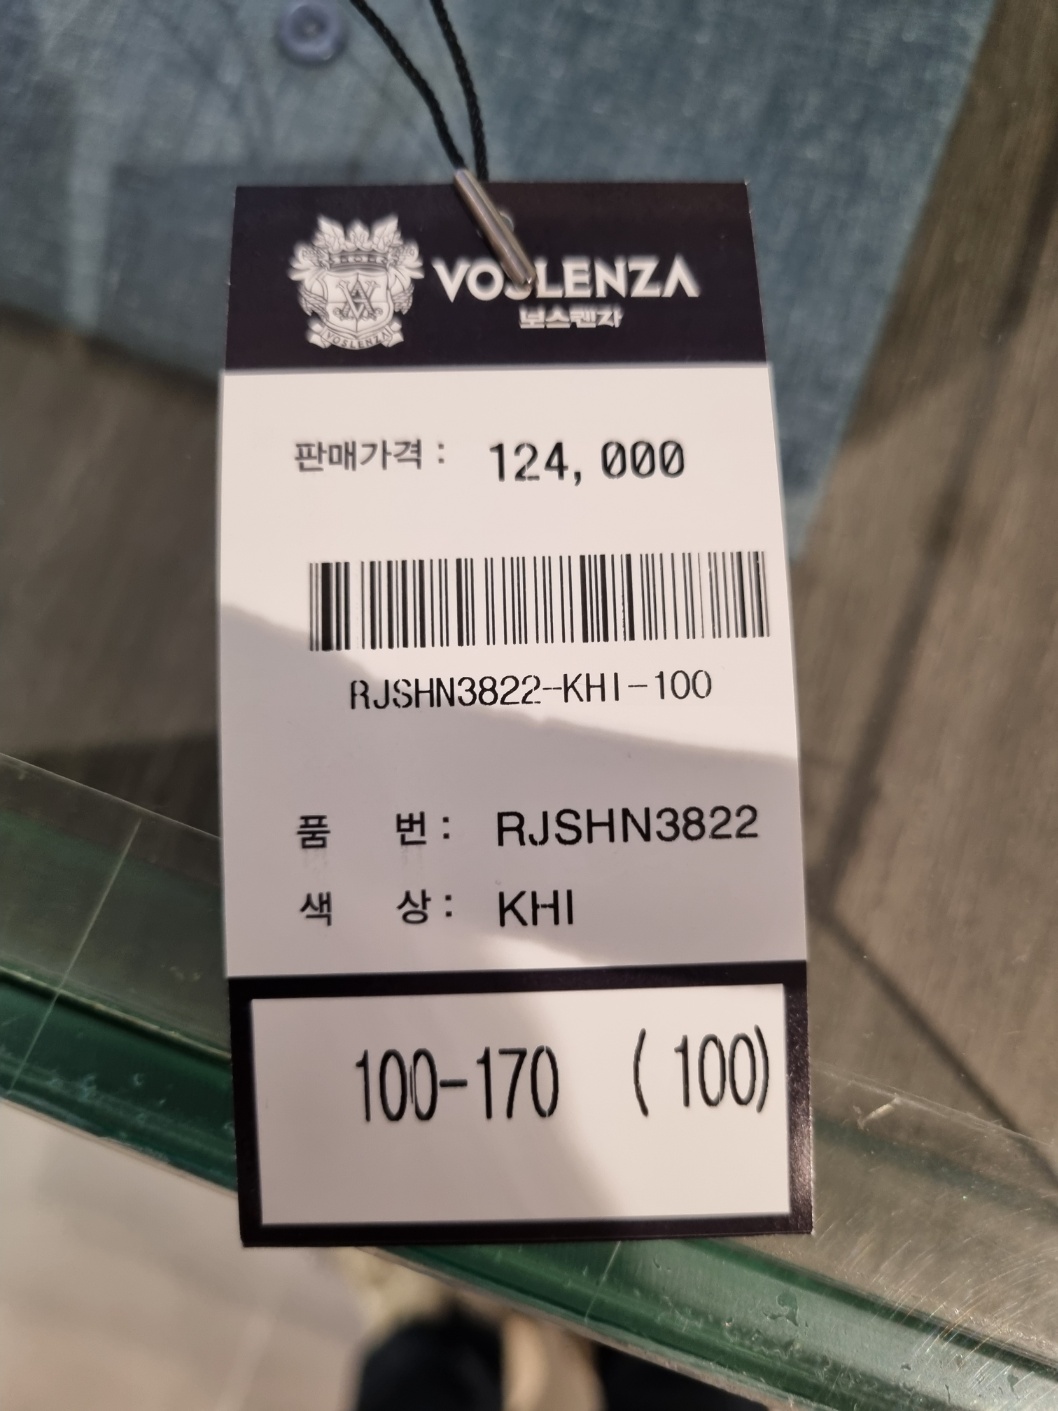 VOSLENZA
보스렌자
VOSLENZA
판매가격 : 124,000
RJSHN3822-KHI-100
품 번 : RJSHN3822
색 상 : KHI
100-170 ( 100)